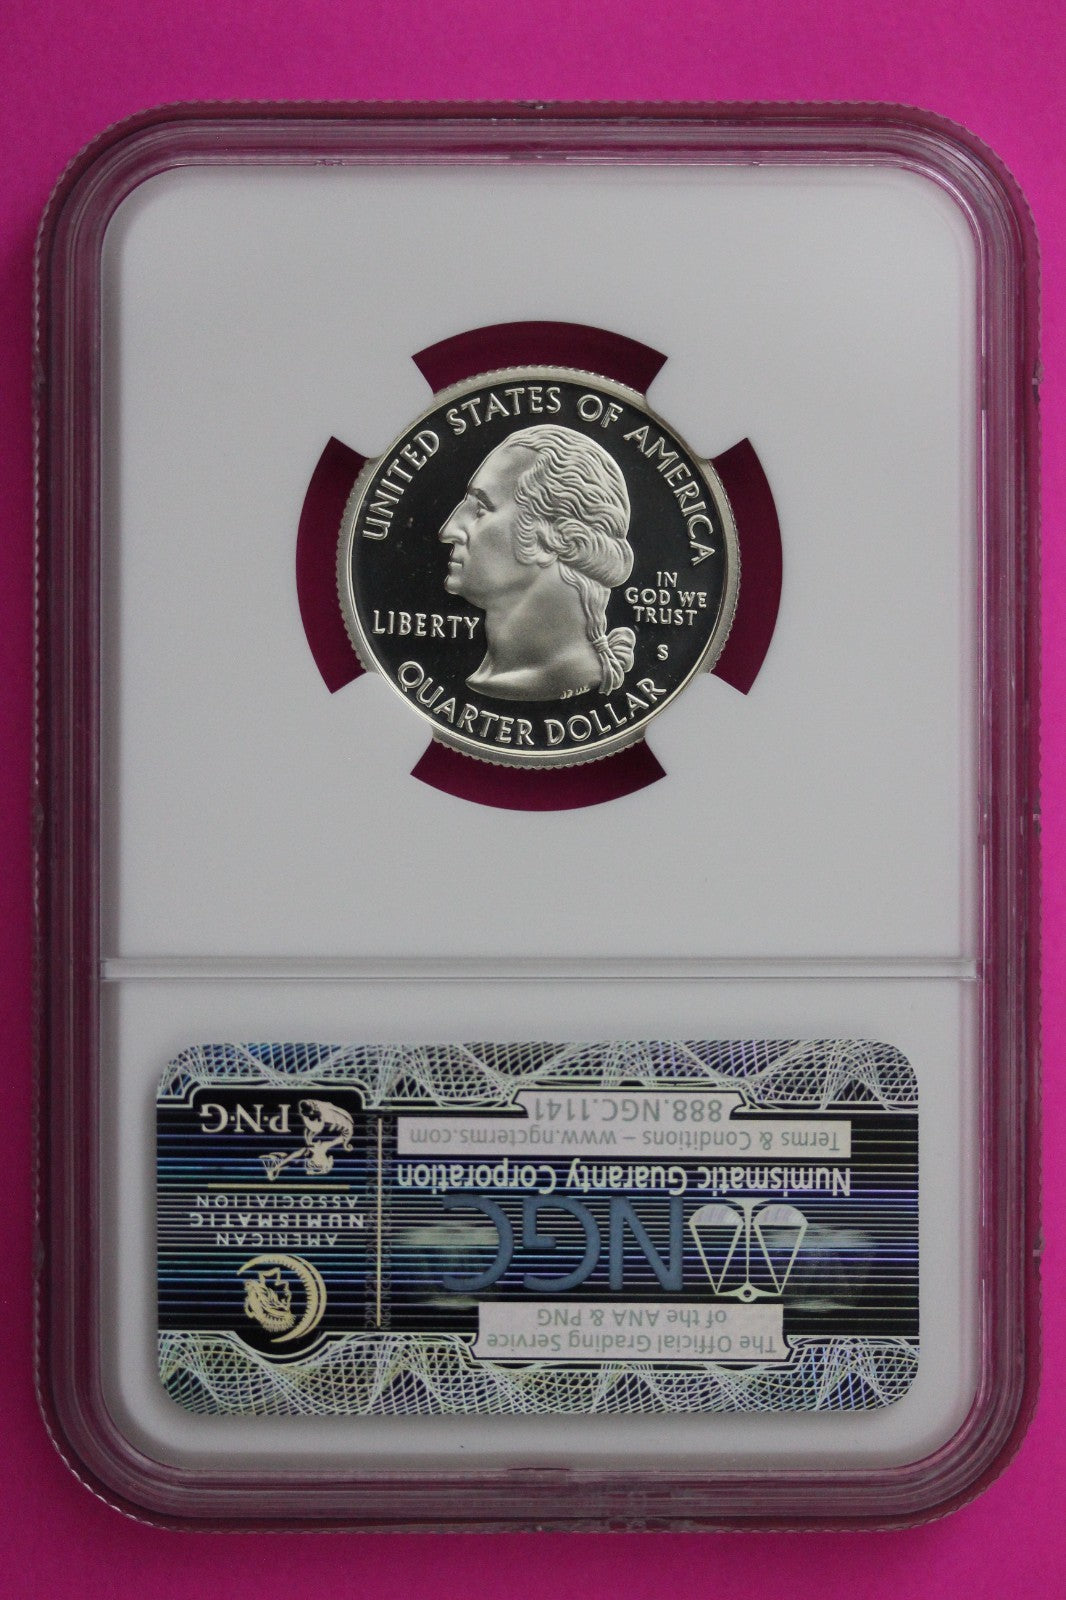 UNITED STATES OF AMERICA
LIBERTY
IN
GOD WE
TRUST
S
QUARTER DOLLAR
The Official Grading Service
of the ANA & PNG
NGC
Numismatic Guaranty Corporation
Terms & Conditions – www.ngcterms.com
888.NGC.1141
AMERICAN
NUMISMATIC
ASSOCIATION
P·N·G